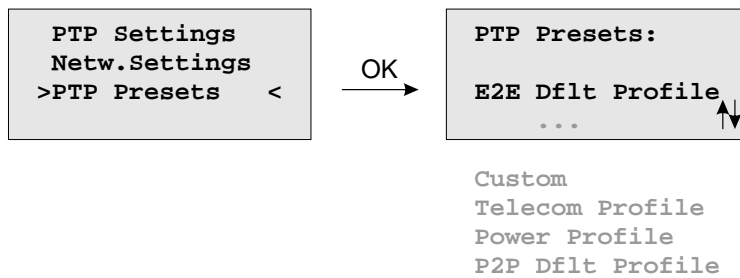 PTP Settings
Netw.Settings
>PTP Presets <
OK
PTP Presets:
E2E Dflt Profile
...
Custom
Telecom Profile
Power Profile
P2P Dflt Profile